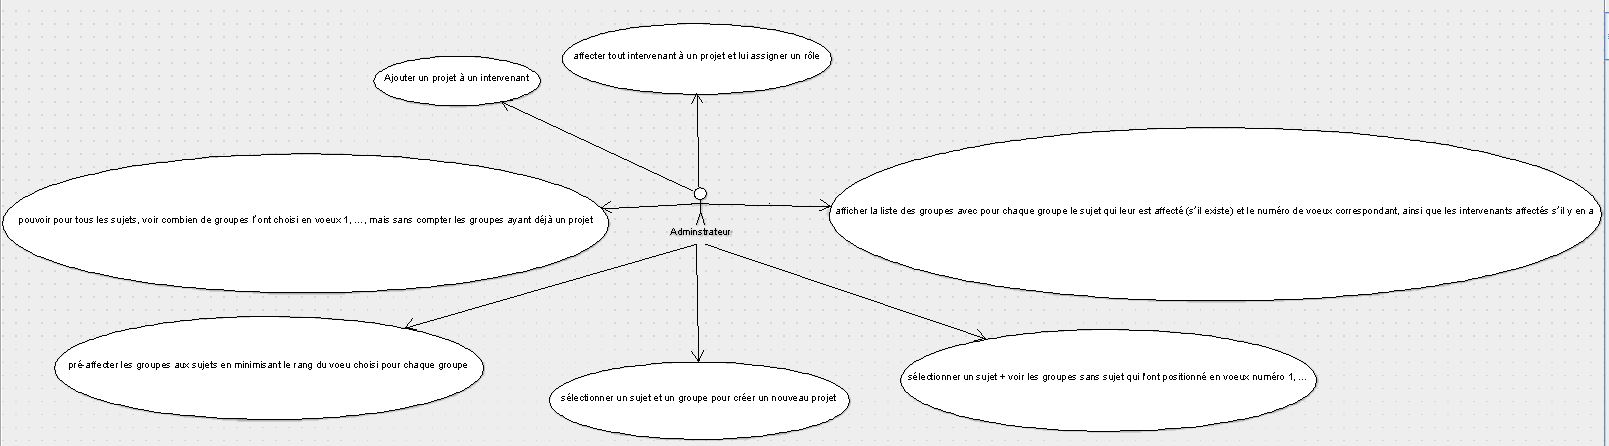 affecter tout intervenant à un projet et lui assigner un rôle
Ajouter un projet à un intervenant
pouvoir pour tous les sujets, voir combien de groupes l'ont choisi en voeux 1, ..., mais sans compter les groupes ayant déjà un projet
afficher la liste des groupes avec pour chaque groupe le sujet qui leur est affecté (s'il existe) et le numéro de voeux correspondant, ainsi que les intervenants affectés s'il y en a
Adminstrateur
pré-affecter les groupes aux sujets en minimisant le rang du voeu choisi pour chaque groupe
sélectionner un sujet + voir les groupes sans sujet qui l'ont positionné en voeux numéro 1, ...
sélectionner un sujet et un groupe pour créer un nouveau projet